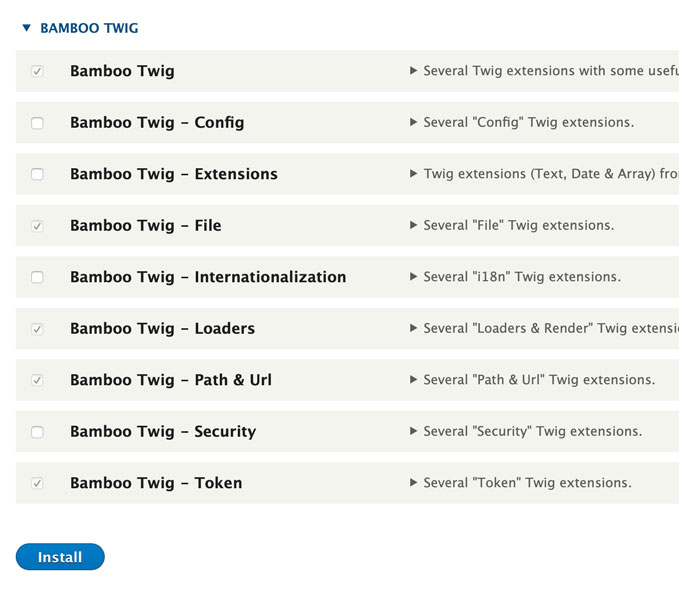 BAMBOO TWIG
Bamboo Twig Several Twig extensions with some
Bamboo Twig – Config Several "Config" Twig extensions.
Bamboo Twig – Extensions Twig extensions (Text, Date & Array)
Bamboo Twig – File Several "File" Twig extensions.
Bamboo Twig – Internationalization Several "i18n" Twig extensions.
Bamboo Twig – Loaders Several "Loaders & Render" Twig
Bamboo Twig – Path & Url Several "Path & Url" Twig extensions.
Bamboo Twig – Security Several "Security" Twig extensions.
Bamboo Twig – Token Several "Token" Twig extensions.
Install